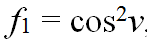 f₁ = cos²v,